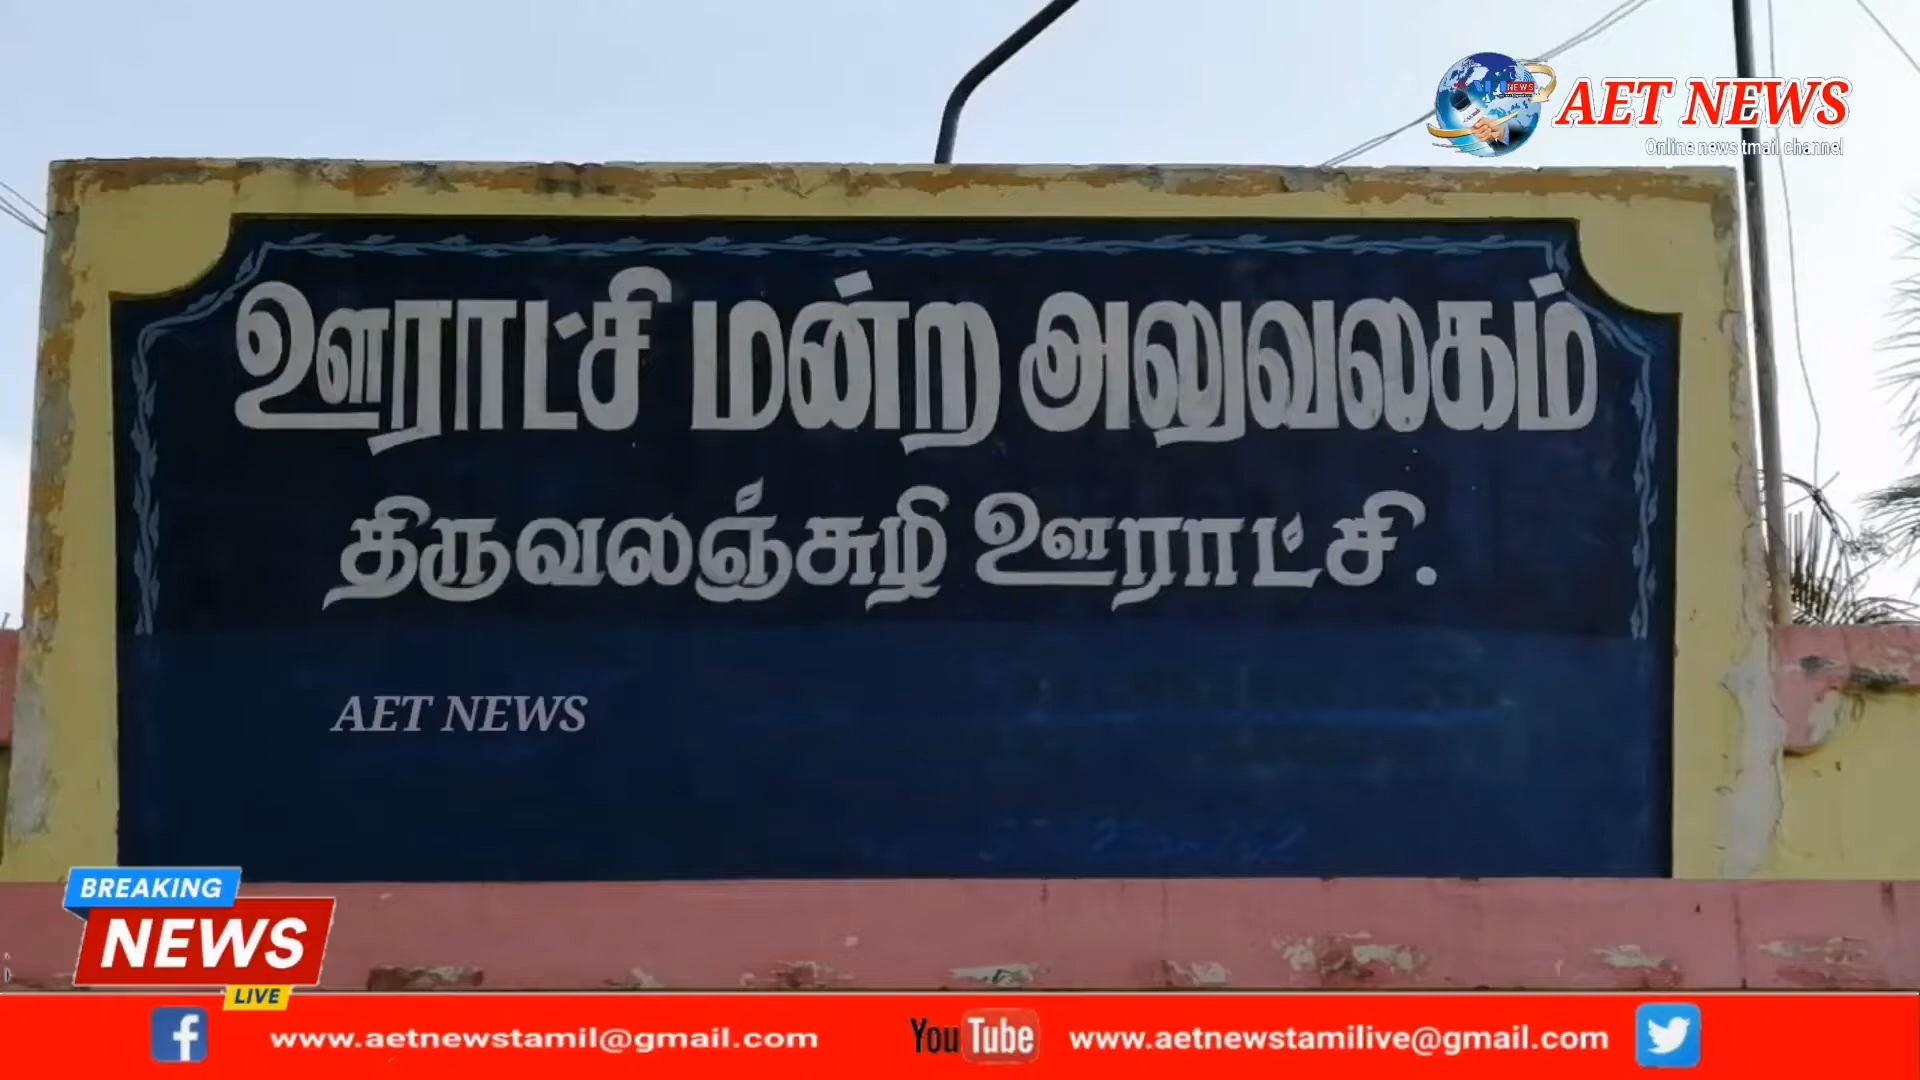 AET NEWS
Online news tmail channel
ஊராட்சி மன்ற அலுவலகம்
திருவலஞ்சுழி ஊராட்சி.
AET NEWS
BREAKING
NEWS
LIVE
www.aetnewstamil@gmail.com
YouTube
www.aetnewstamilive@gmail.com